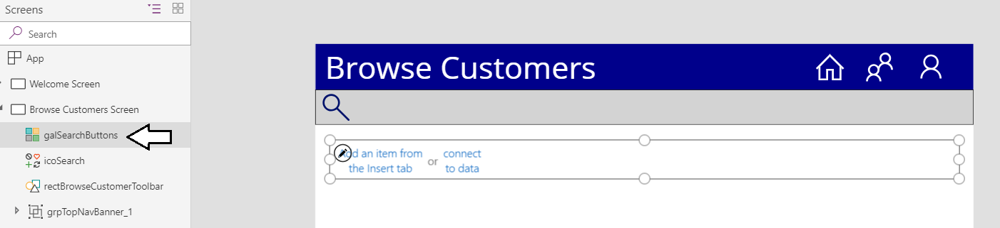 Screens
Search
App
Welcome Screen
Browse Customers Screen
galSearchButtons
icoSearch
rectBrowseCustomerToolbar
grpTopNavBanner_1
Browse Customers
Add an item from
the Insert tab
or
connect
to data